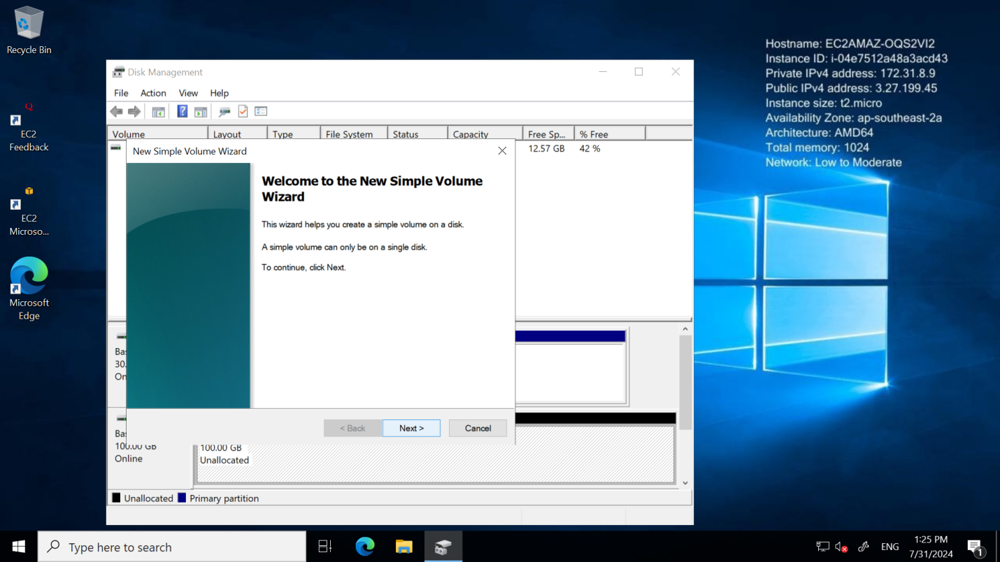 Recycle Bin
EC2
Feedback
EC2
Microso...
Microsoft
Edge
Hostname: EC2AMAZ-OQS2VI2
Instance ID: i-04e7512a48a3acd43
Private IPv4 address: 172.31.8.9
Public IPv4 address: 3.27.199.45
Instance size: t2.micro
Availability Zone: ap-southeast-2a
Architecture: AMD64
Total memory: 1024
Network: Low to Moderate
Disk Management
File Action View Help
Volume Layout Type File System Status Capacity Free Sp... % Free
12.57 GB 42 %
New Simple Volume Wizard
Welcome to the New Simple Volume
Wizard
This wizard helps you create a simple volume on a disk.
A simple volume can only be on a single disk.
To continue, click Next.
< Back Next > Cancel
Bas
30.
On
Bas
100.00 GB
Online
100.00 GB
Unallocated
Unallocated Primary partition
Type here to search
ENG
1:25 PM
7/31/2024
1